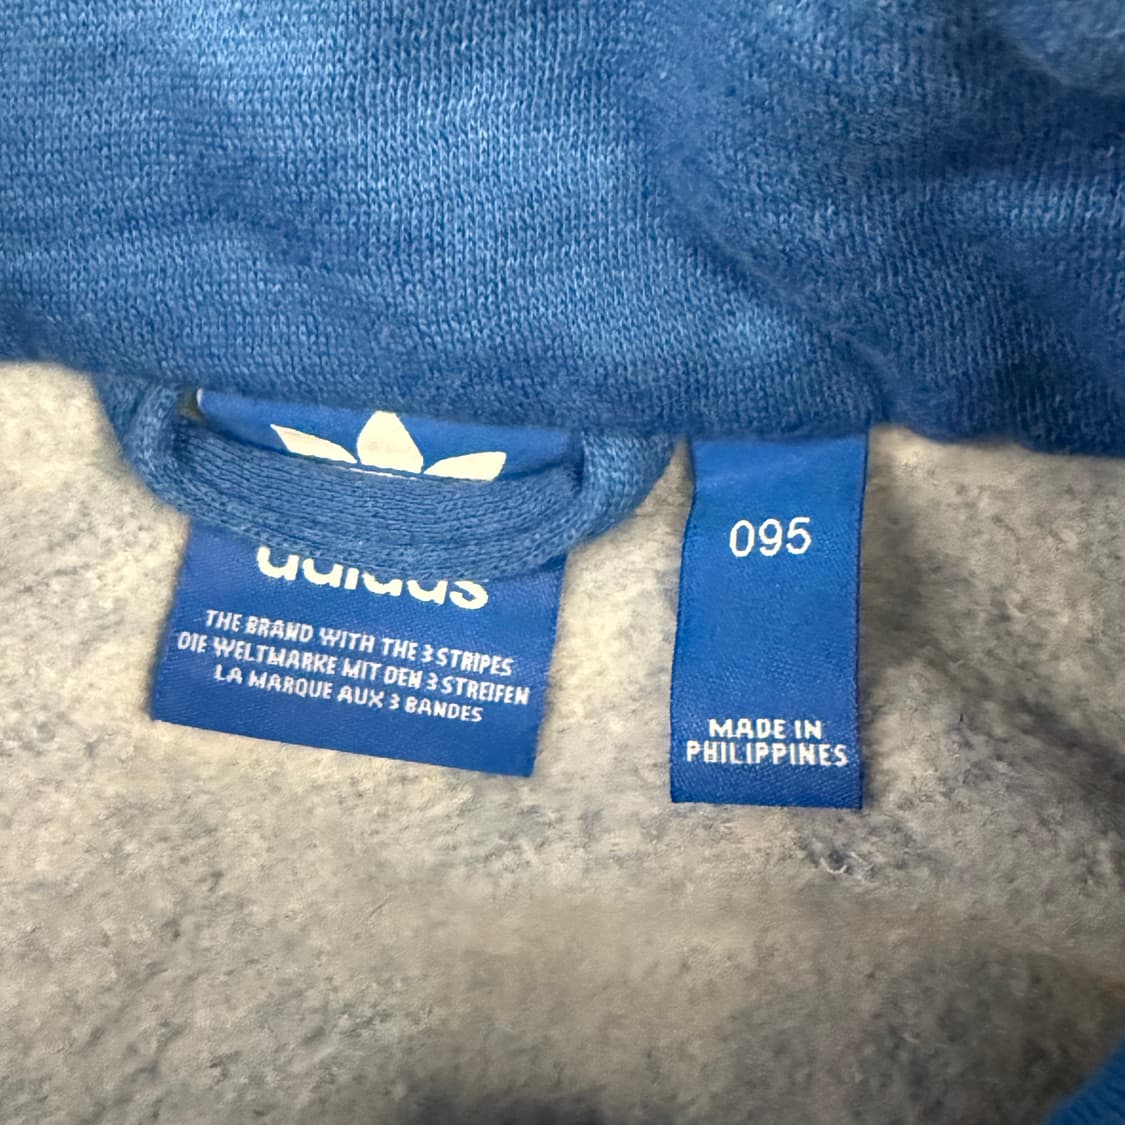 adidas
THE BRAND WITH THE 3 STRIPES
DIE WELTMARKE MIT DEN 3 STREIFEN
LA MARQUE AUX 3 BANDES
095
MADE IN
PHILIPPINES